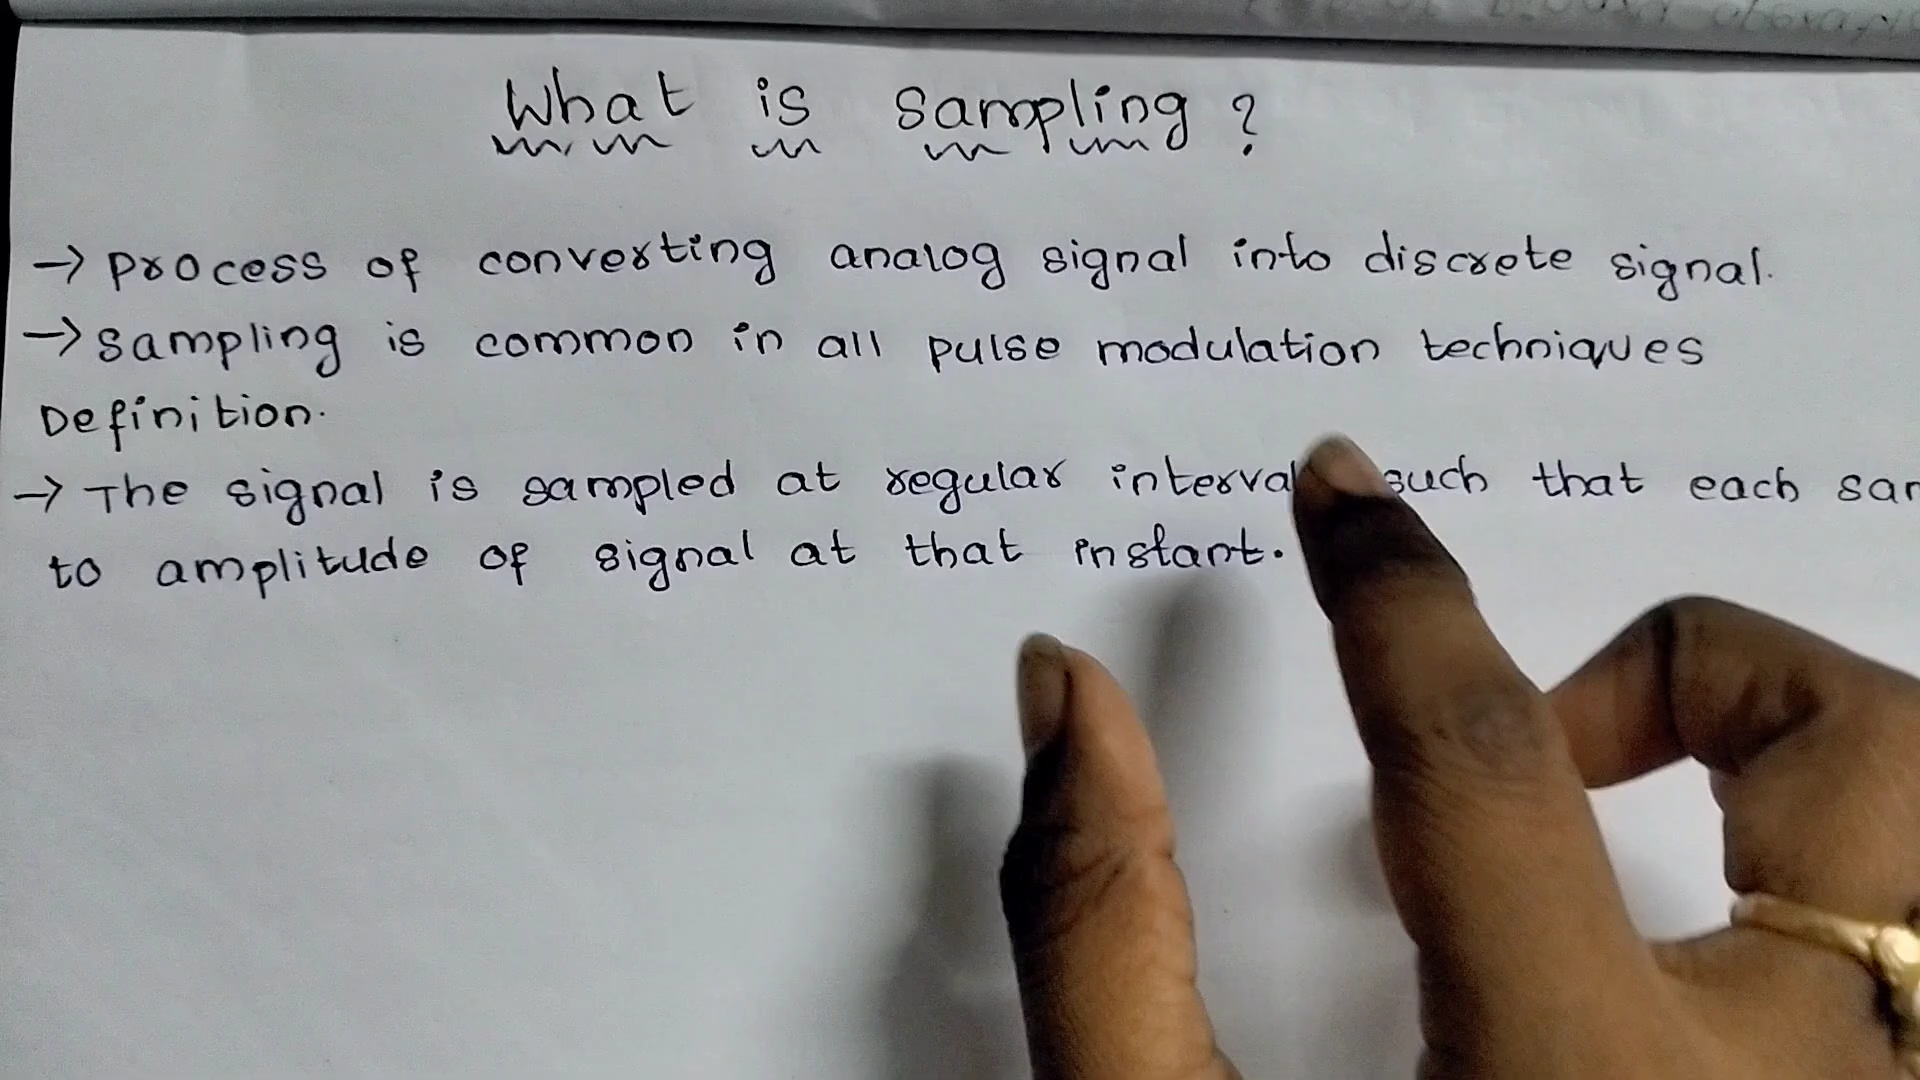 What is sampling ?
→ process of converting analog signal into discrete signal.
→ sampling is common in all pulse modulation techniques
Definition.
→ The signal is sampled at regular interval such that each
to amplitude of signal at that instant.